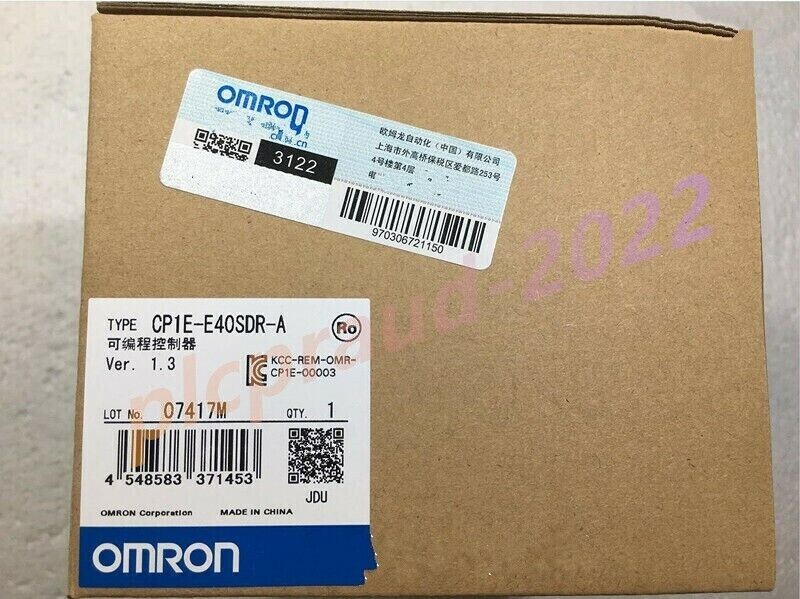 OMRON
.cn
3122
欧姆龙自动化（中国）有限公司
上海市外高桥保税区爱都路253号
4号楼第4层
电
970306721150
TYPE CP1E-E40SDR-A
可编程控制器
Ver. 1.3
Ro
KCC-REM-OMR-
CP1E-00003
LOT No. 07417M QTY. 1
4 548583 371453
JDU
OMRON Corporation MADE IN CHINA
OMRON
plcproud-2022